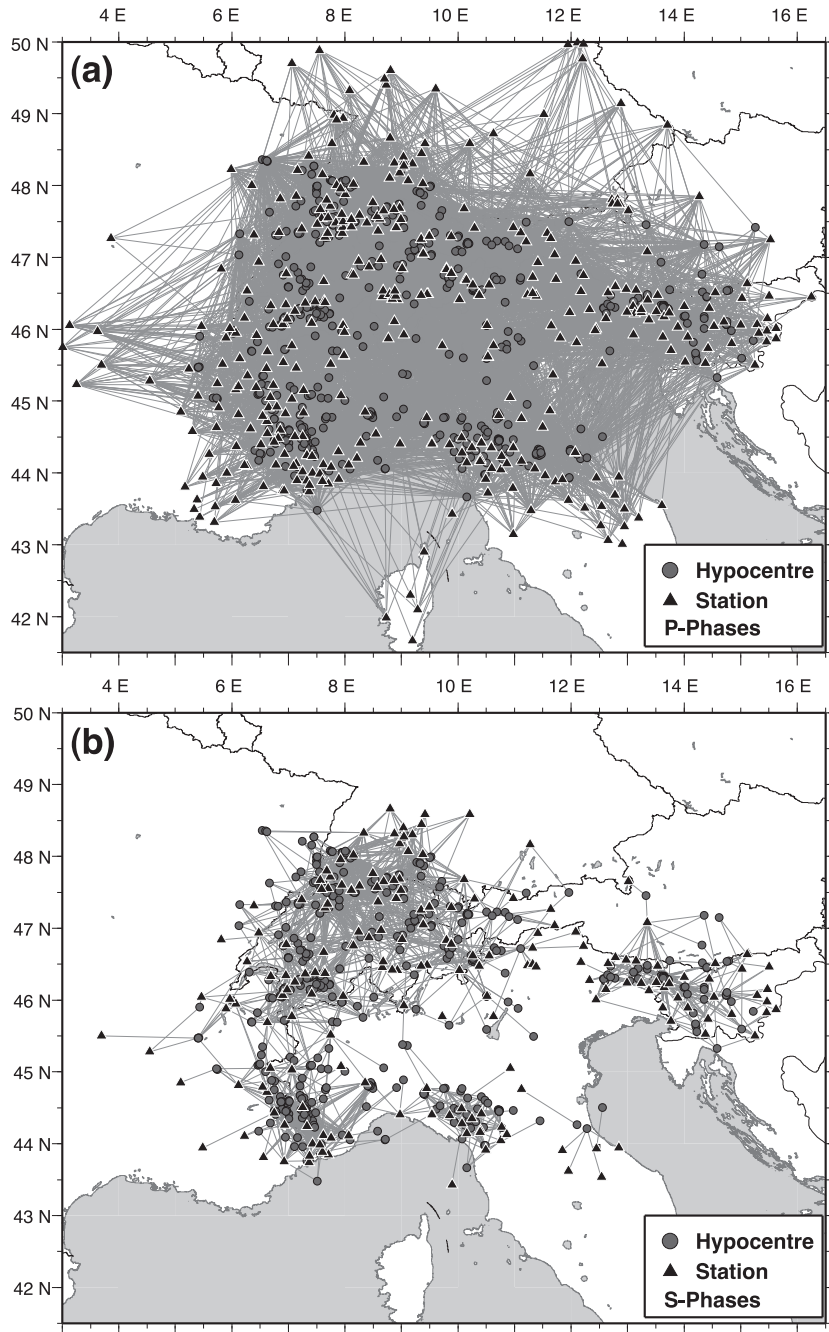 4 E 6 E 8 E 10 E 12 E 14 E 16 E
50 N
(a)
49 N
48 N
47 N
46 N
45 N
44 N
43 N
42 N
Hypocentre
Station
P-Phases
4 E 6 E 8 E 10 E 12 E 14 E 16 E
50 N
(b)
49 N
48 N
47 N
46 N
45 N
44 N
43 N
42 N
Hypocentre
Station
S-Phases